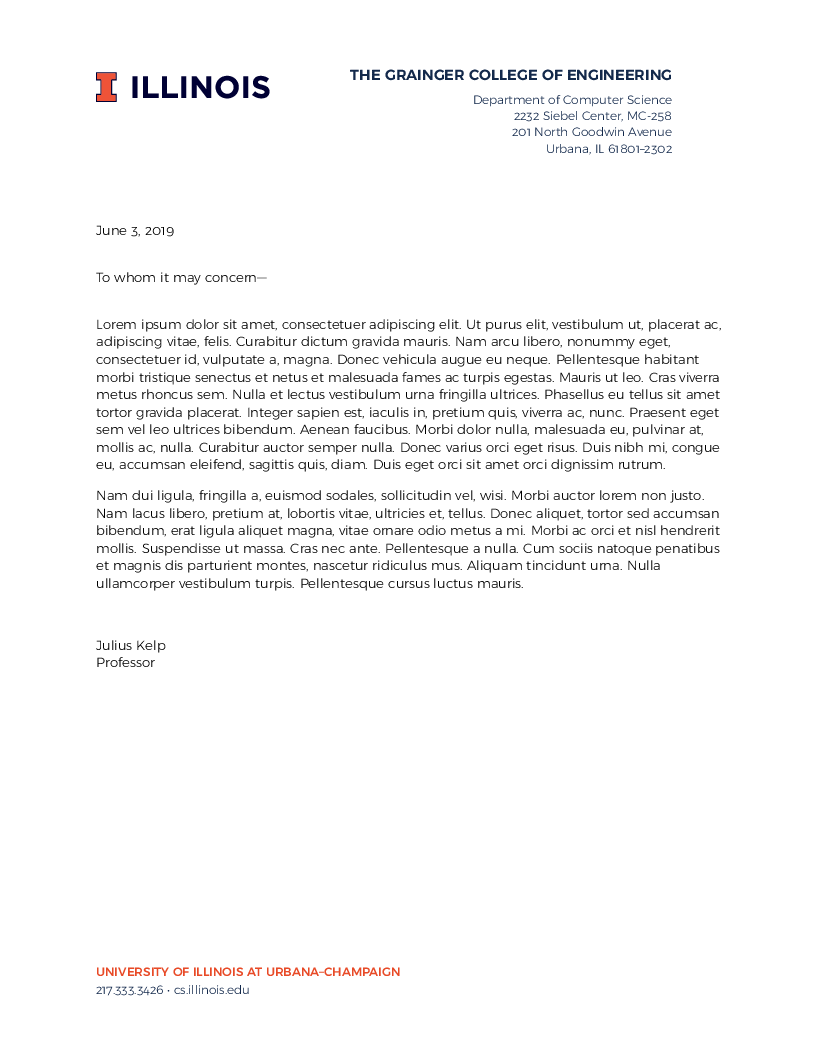 I ILLINOIS
THE GRAINGER COLLEGE OF ENGINEERING
Department of Computer Science
2232 Siebel Center, MC-258
201 North Goodwin Avenue
Urbana, IL 61801–2302
June 3, 2019
To whom it may concern—
Lorem ipsum dolor sit amet, consectetuer adipiscing elit. Ut purus elit, vestibulum ut, placerat ac,
adipiscing vitae, felis. Curabitur dictum gravida mauris. Nam arcu libero, nonummy eget,
consectetuer id, vulputate a, magna. Donec vehicula augue eu neque. Pellentesque habitant
morbi tristique senectus et netus et malesuada fames ac turpis egestas. Mauris ut leo. Cras viverra
metus rhoncus sem. Nulla et lectus vestibulum urna fringilla ultrices. Phasellus eu tellus sit amet
tortor gravida placerat. Integer sapien est, iaculis in, pretium quis, viverra ac, nunc. Praesent eget
sem vel leo ultrices bibendum. Aenean faucibus. Morbi dolor nulla, malesuada eu, pulvinar at,
mollis ac, nulla. Curabitur auctor semper nulla. Donec varius orci eget risus. Duis nibh mi, congue
eu, accumsan eleifend, sagittis quis, diam. Duis eget orci sit amet orci dignissim rutrum.
Nam dui ligula, fringilla a, euismod sodales, sollicitudin vel, wisi. Morbi auctor lorem non justo.
Nam lacus libero, pretium at, lobortis vitae, ultricies et, tellus. Donec aliquet, tortor sed accumsan
bibendum, erat ligula aliquet magna, vitae ornare odio metus a mi. Morbi ac orci et nisl hendrerit
mollis. Suspendisse ut massa. Cras nec ante. Pellentesque a nulla. Cum sociis natoque penatibus
et magnis dis parturient montes, nascetur ridiculus mus. Aliquam tincidunt urna. Nulla
ullamcorper vestibulum turpis. Pellentesque cursus luctus mauris.
Julius Kelp
Professor
UNIVERSITY OF ILLINOIS AT URBANA–CHAMPAIGN
217.333.3426 • cs.illinois.edu